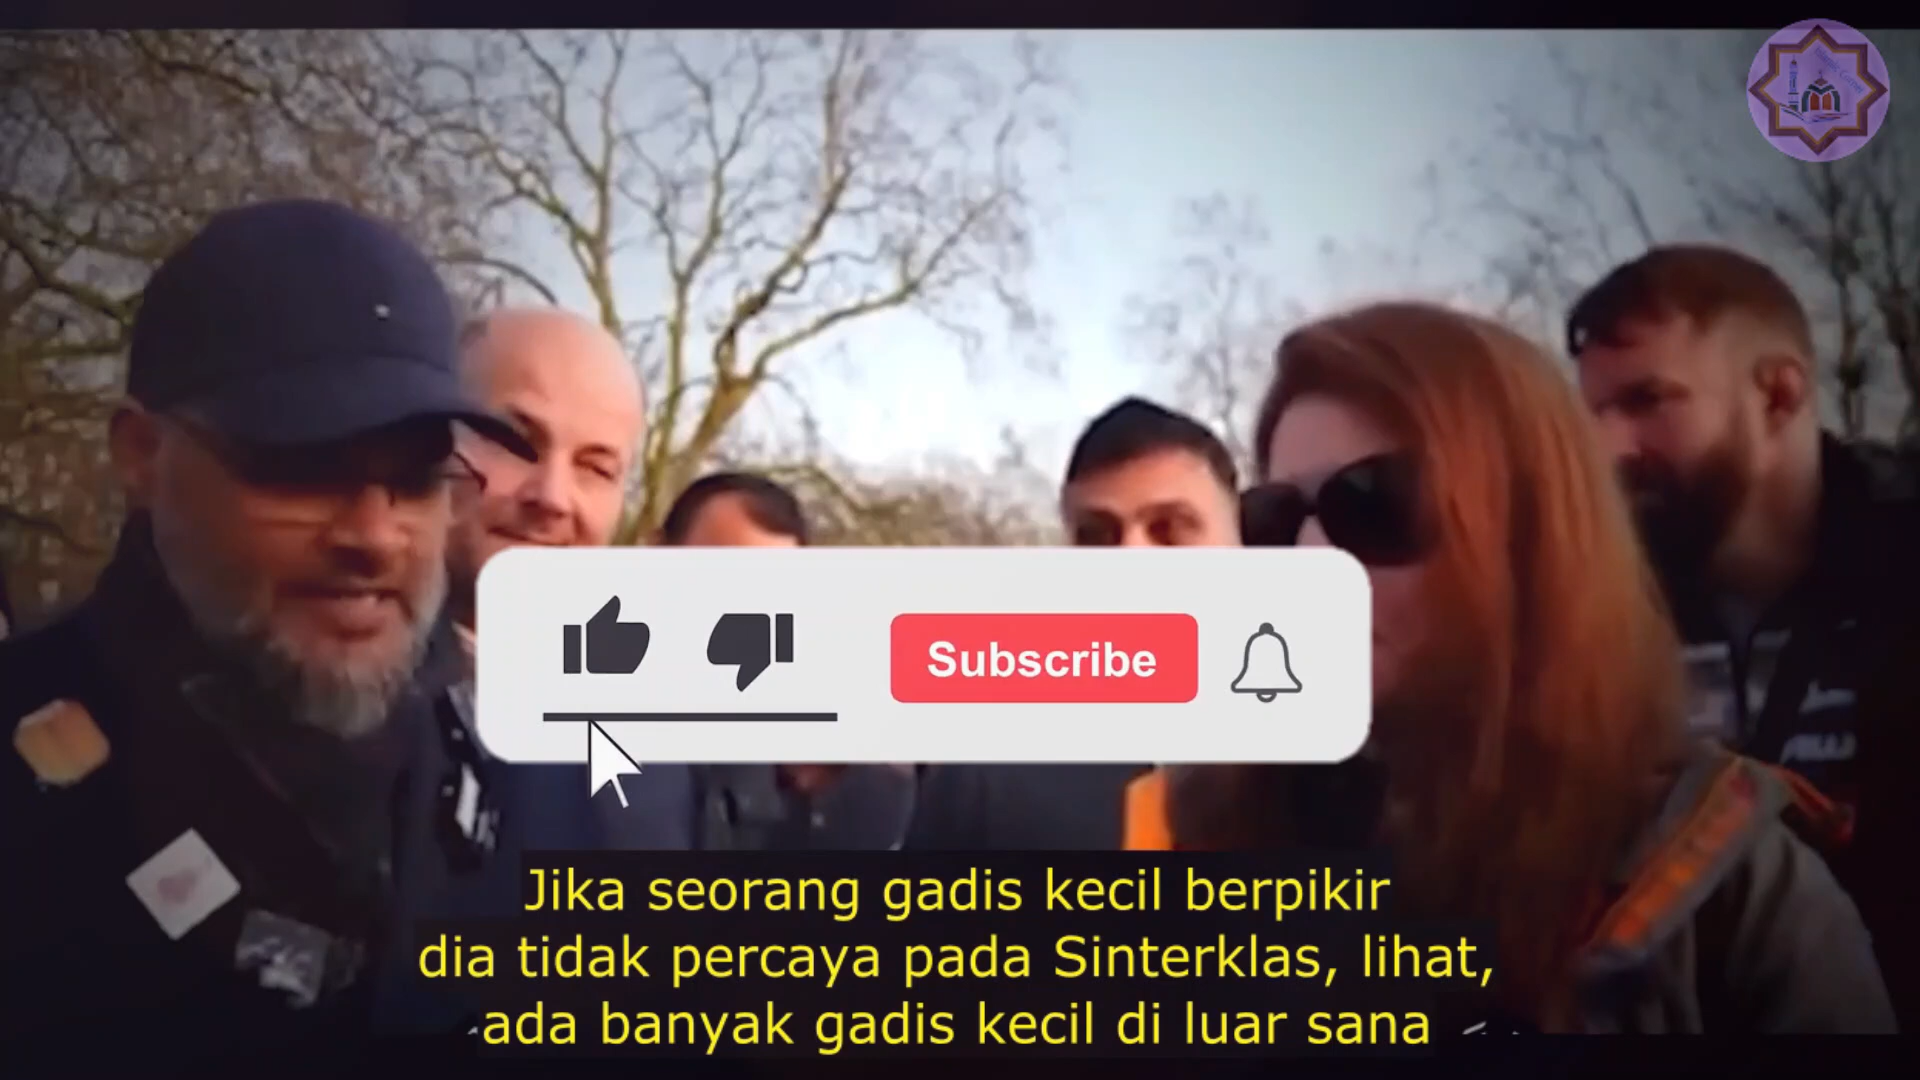 Subscribe
Jika seorang gadis kecil berpikir
dia tidak percaya pada Sinterklas, lihat,
ada banyak gadis kecil di luar sana